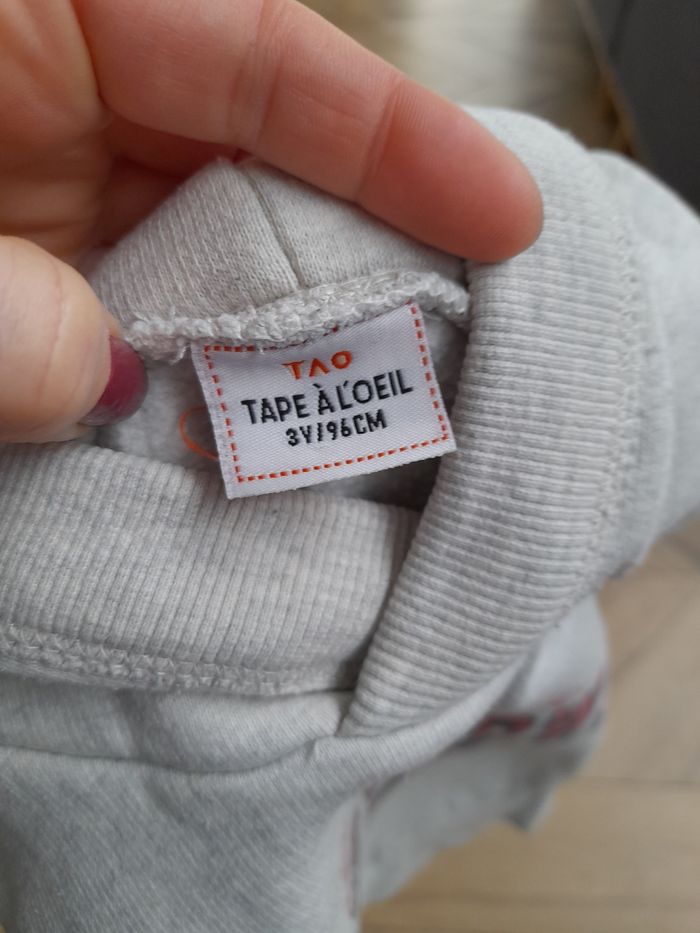 TAO
TAPE À L'OEIL
3Y/96CM